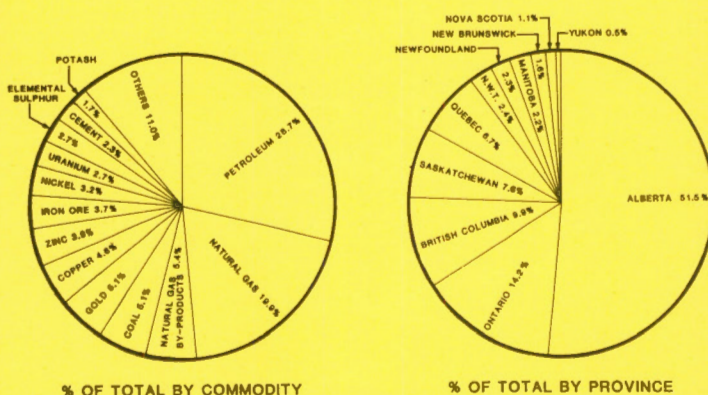 POTASH
ELEMENTAL
SULPHUR
OTHERS 11.0%
1.7%
CEMENT 2.3%
2.7%
URANIUM 2.7%
NICKEL 3.2%
IRON ORE 3.7%
ZINC 3.9%
COPPER 4.6%
GOLD 5.1%
COAL 5.1%
NATURAL GAS 5.4%
BY-PRODUCTS
NATURAL GAS 19.9%
PETROLEUM 28.7%
% OF TOTAL BY COMMODITY
NOVA SCOTIA 1.1%
YUKON 0.5%
NEW BRUNSWICK
NEWFOUNDLAND
1.6%
MANITOBA 2.2%
2.3%
N.W.T. 2.4%
QUEBEC 6.7%
SASKATCHEWAN 7.6%
BRITISH COLUMBIA 9.9%
ONTARIO 14.2%
ALBERTA 51.5%
% OF TOTAL BY PROVINCE